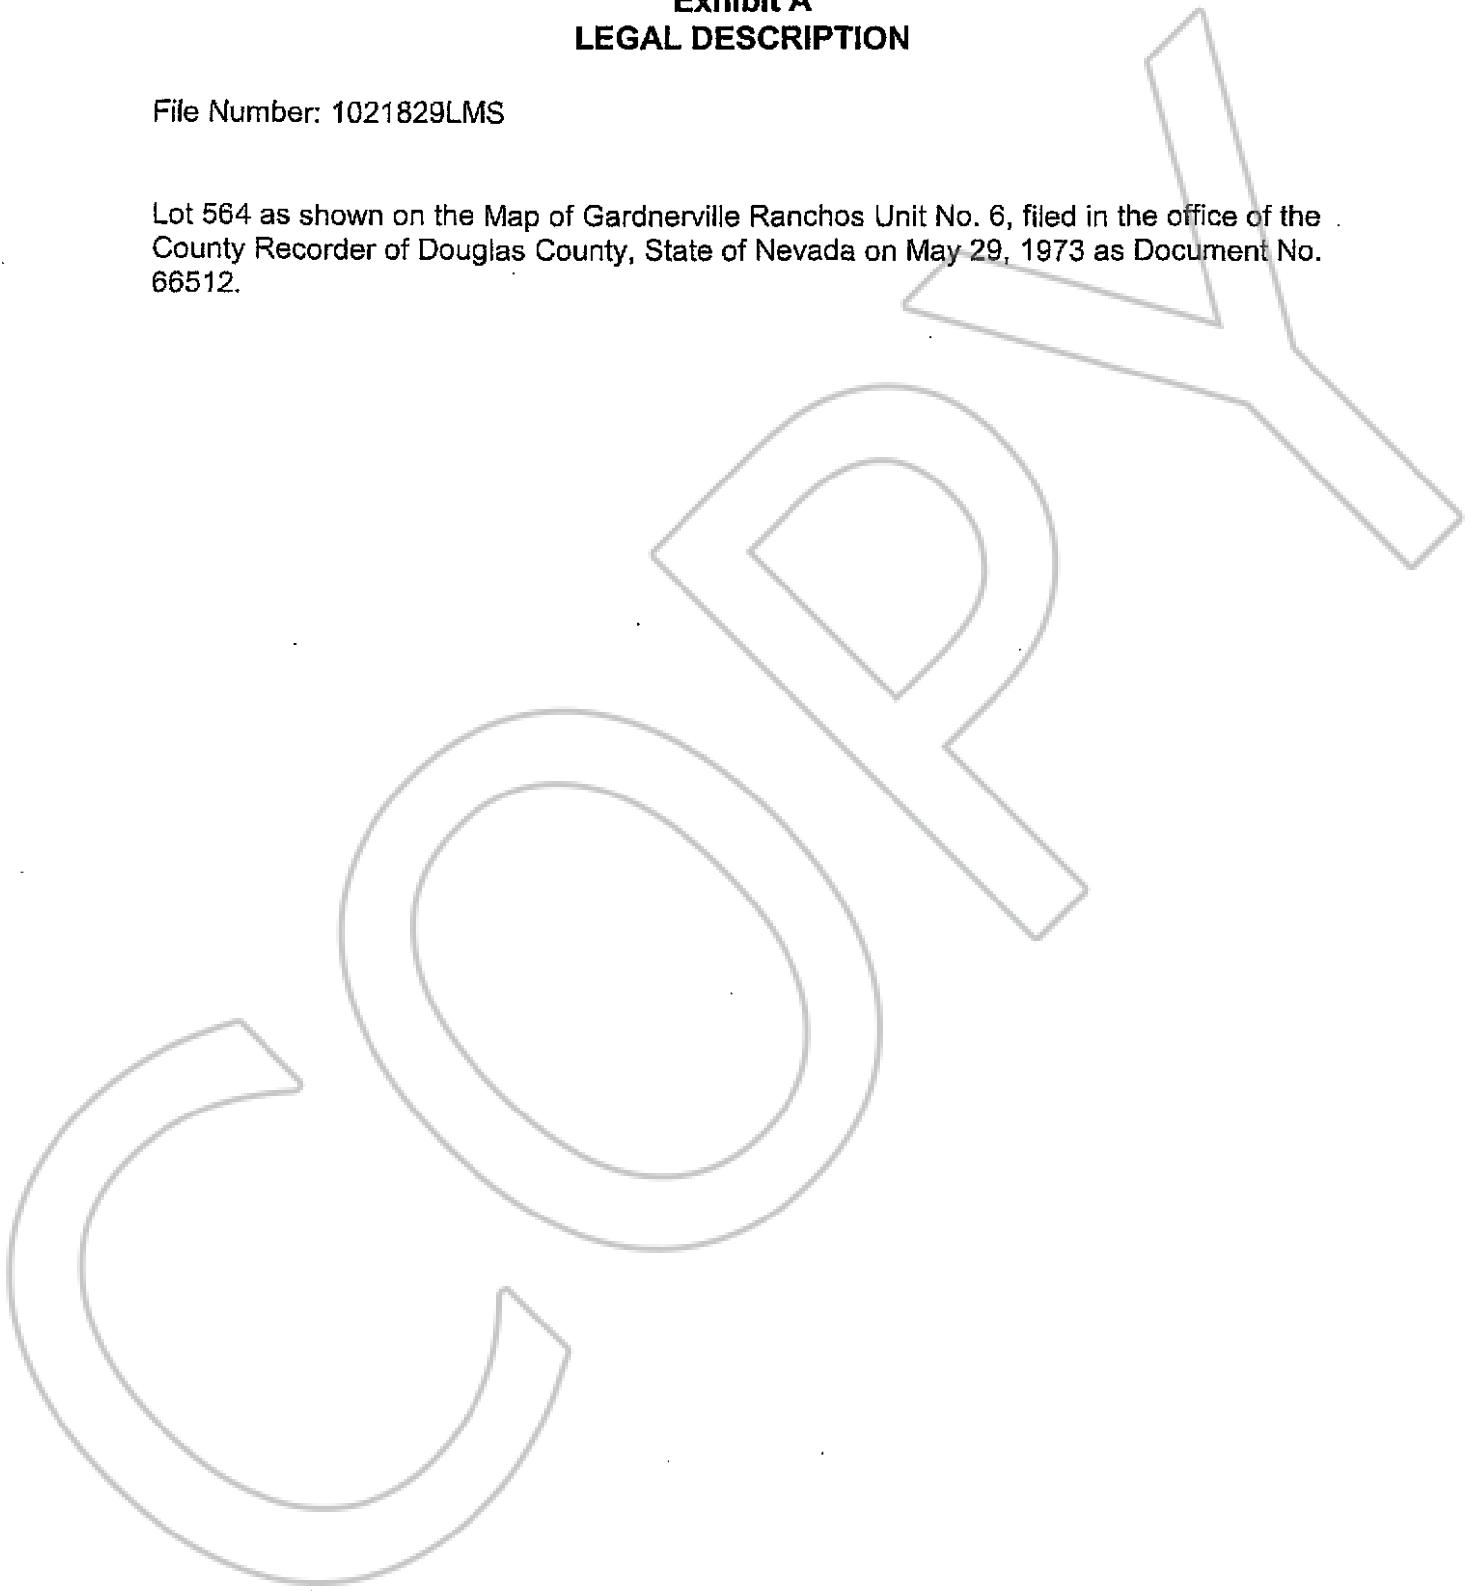 Exhibit A
LEGAL DESCRIPTION
File Number: 1021829LMS
Lot 564 as shown on the Map of Gardnerville Ranchos Unit No. 6, filed in the office of the
County Recorder of Douglas County, State of Nevada on May 29, 1973 as Document No.
66512.
COPY